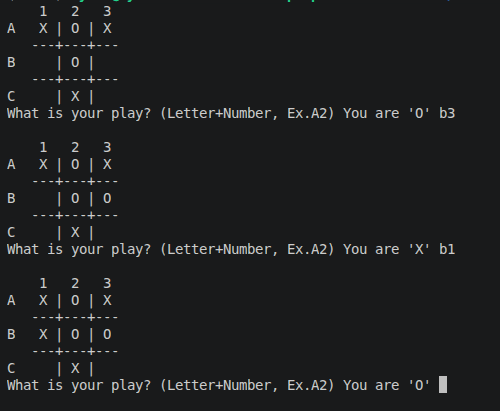 1   2   3
A   X | O | X
   ---+---+---
B     | O |
   ---+---+---
C     | X |
What is your play? (Letter+Number, Ex.A2) You are 'O' b3

    1   2   3
A   X | O | X
   ---+---+---
B     | O | O
   ---+---+---
C     | X |
What is your play? (Letter+Number, Ex.A2) You are 'X' b1

    1   2   3
A   X | O | X
   ---+---+---
B   X | O | O
   ---+---+---
C     | X |
What is your play? (Letter+Number, Ex.A2) You are 'O'